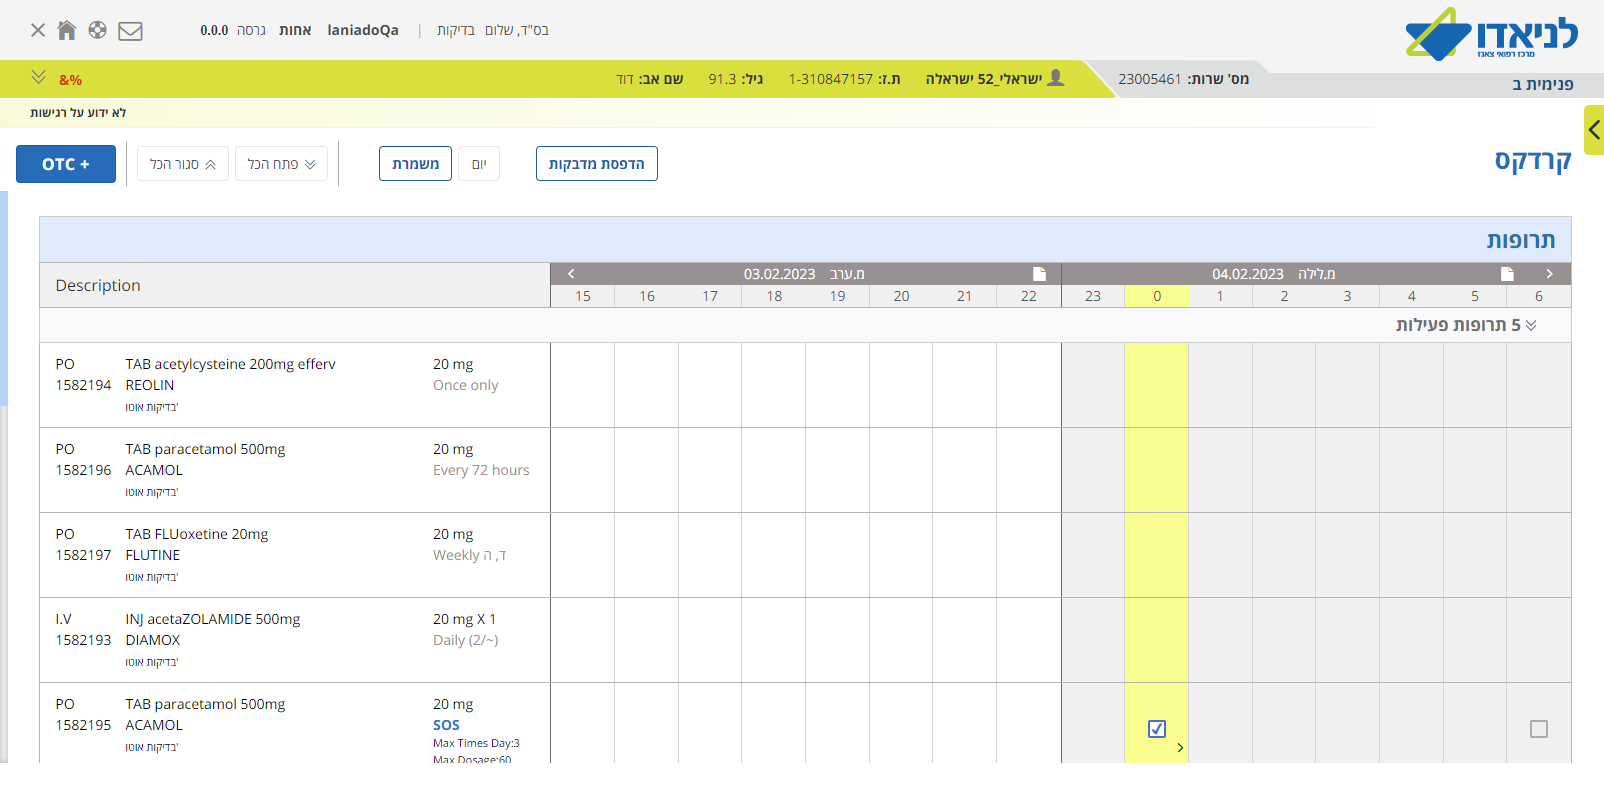 לניאדו
מרכז רפואי צאנז
בס"ד, שלום בדיקות | laniadoQa אחות גרסה 0.0.0
פנימית ב
מס' שרות: 23005461
ישראלי_52 ישראלה ת.ז: 1-310847157 גיל: 91.3 שם אב: דוד
&%
לא ידוע על רגישות
קרדקס
הדפסת מדבקות
יום
משמרת
פתח הכל
סגור הכל
OTC +
תרופות
Description
מ.ערב 03.02.2023
מ.לילה 04.02.2023
15 16 17 18 19 20 21 22 23 0 1 2 3 4 5 6
5 תרופות פעילות
PO TAB acetylcysteine 200mg efferv 20 mg
1582194 REOLIN Once only
בדיקות אוטו'
PO TAB paracetamol 500mg 20 mg
1582196 ACAMOL Every 72 hours
בדיקות אוטו'
PO TAB FLUoxetine 20mg 20 mg
1582197 FLUTINE Weekly ד, ה
בדיקות אוטו'
I.V INJ acetaZOLAMIDE 500mg 20 mg X 1
1582193 DIAMOX Daily (2/~)
בדיקות אוטו'
PO TAB paracetamol 500mg 20 mg
1582195 ACAMOL SOS
בדיקות אוטו' Max Times Day:3
Max Dosage:60